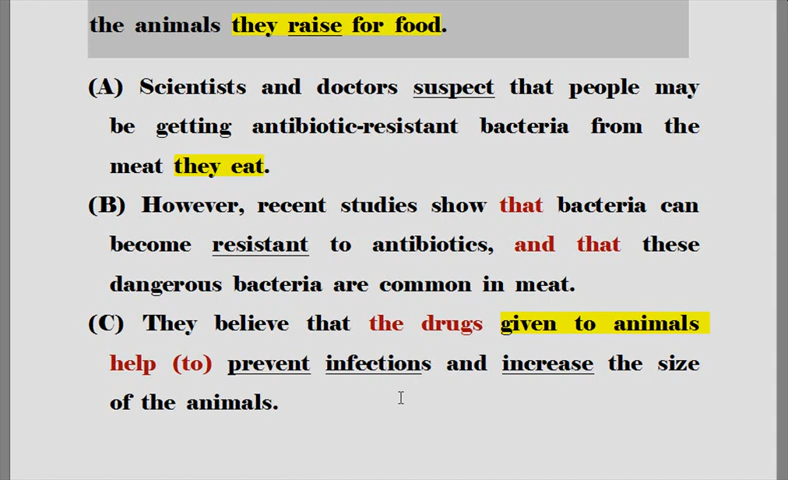 the animals they raise for food.
(A) Scientists and doctors suspect that people may
be getting antibiotic-resistant bacteria from the
meat they eat.
(B) However, recent studies show that bacteria can
become resistant to antibiotics, and that these
dangerous bacteria are common in meat.
(C) They believe that the drugs given to animals
help (to) prevent infections and increase the size
of the animals.